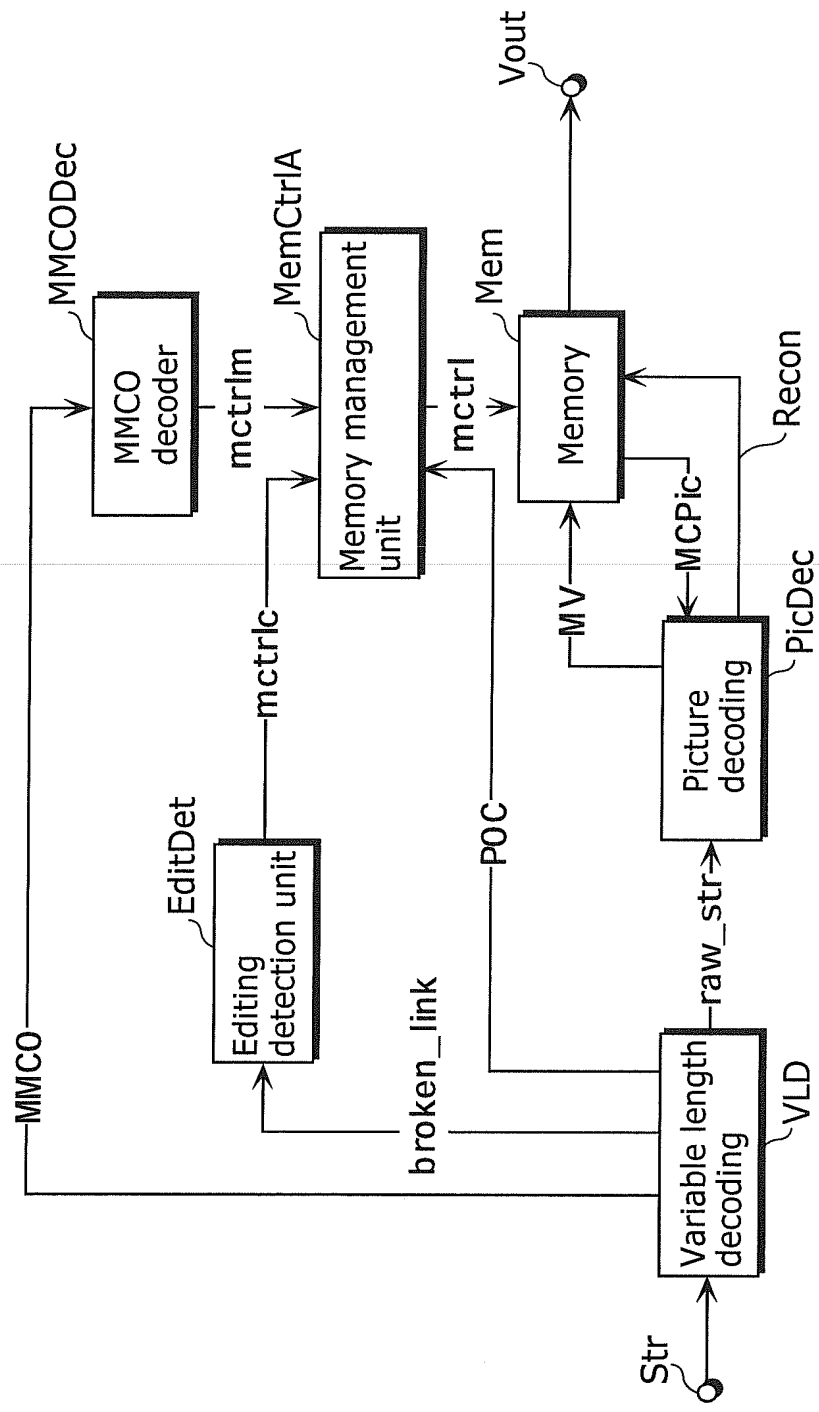 MMCODec
MMCO
MMCO
decoder
mctrlm
EditDet
mctrlc
MemCtrlA
Editing
detection unit
Memory management
unit
broken_link
POC
mctrl
Mem
Vout
Memory
MV
MCPic
Recon
Str
Variable length
decoding
VLD
raw_str
Picture
decoding
PicDec